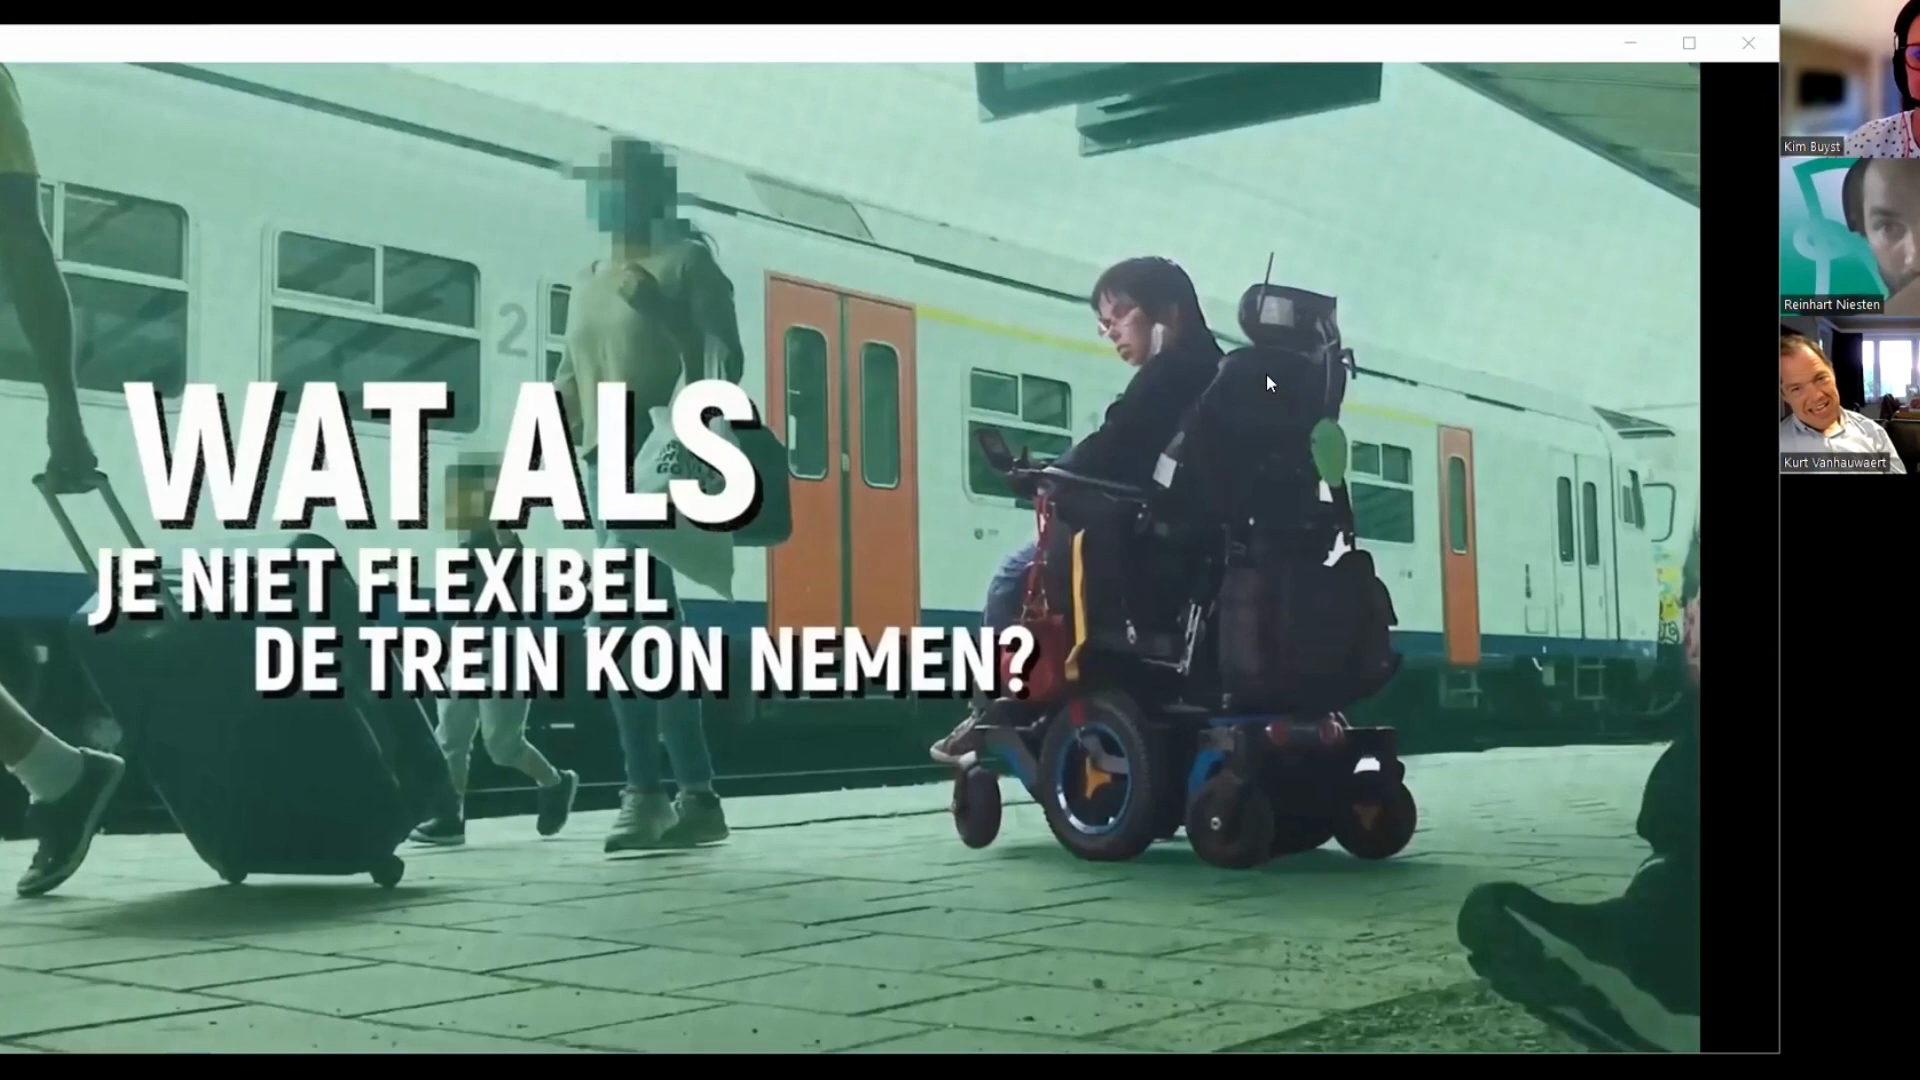 WAT ALS
JE NIET FLEXIBEL
DE TREIN KON NEMEN?
2
Kim Buyst
Reinhart Niesten
Kurt Vanhauwaert